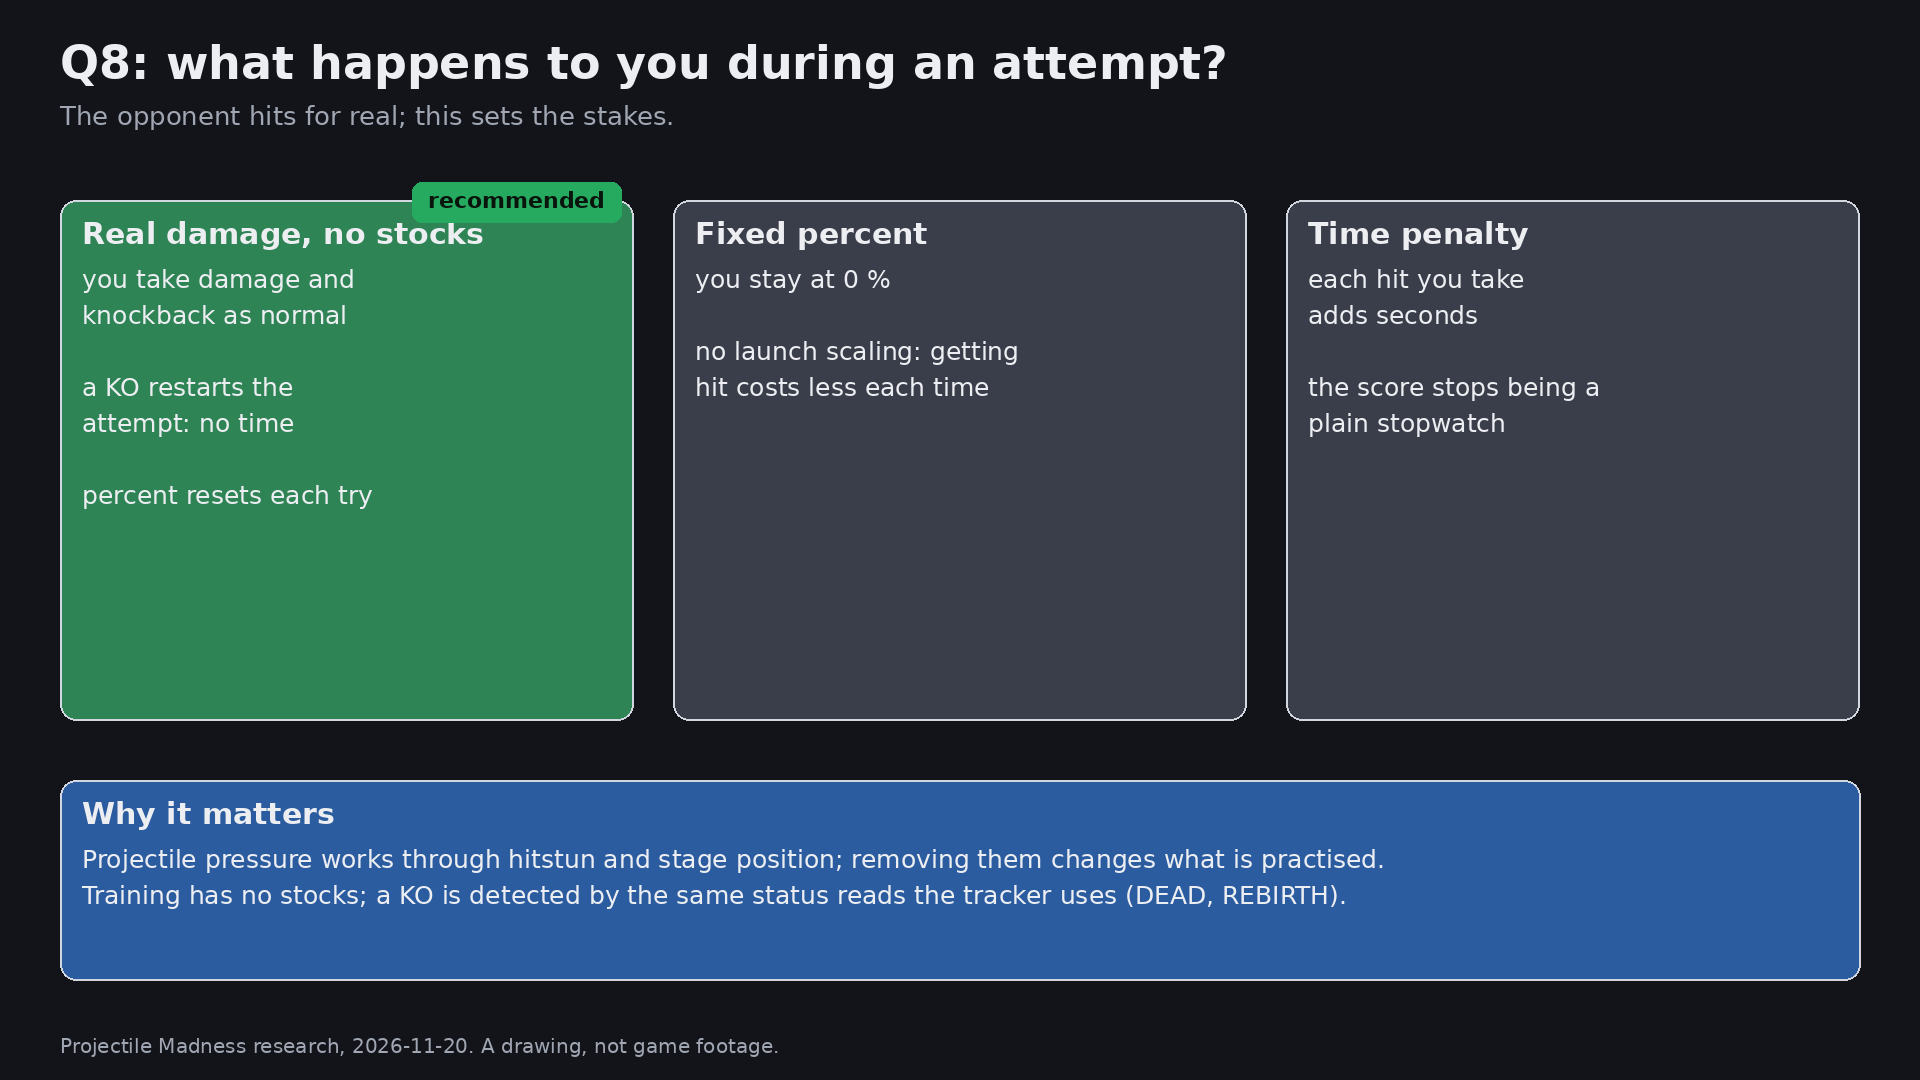 Q8: what happens to you during an attempt?
The opponent hits for real; this sets the stakes.
recommended
Real damage, no stocks
you take damage and
knockback as normal
a KO restarts the
attempt: no time
percent resets each try
Fixed percent
you stay at 0 %
no launch scaling: getting
hit costs less each time
Time penalty
each hit you take
adds seconds
the score stops being a
plain stopwatch
Why it matters
Projectile pressure works through hitstun and stage position; removing them changes what is practised.
Training has no stocks; a KO is detected by the same status reads the tracker uses (DEAD, REBIRTH).
Projectile Madness research, 2026-11-20. A drawing, not game footage.